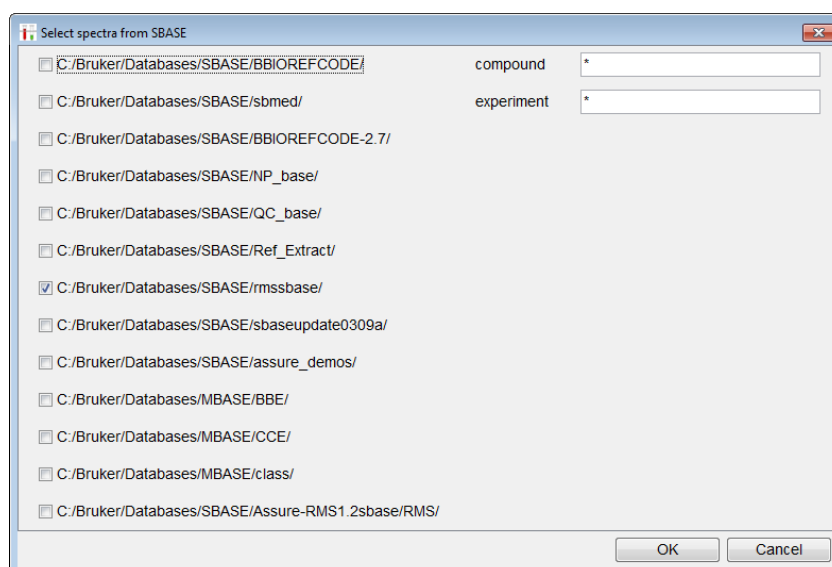 Select spectra from SBASE
C:/Bruker/Databases/SBASE/BBIOREFCODE/ compound *
C:/Bruker/Databases/SBASE/sbmed/ experiment *
C:/Bruker/Databases/SBASE/BBIOREFCODE-2.7/
C:/Bruker/Databases/SBASE/NP_base/
C:/Bruker/Databases/SBASE/QC_base/
C:/Bruker/Databases/SBASE/Ref_Extract/
C:/Bruker/Databases/SBASE/rmssbase/
C:/Bruker/Databases/SBASE/sbaseupdate0309a/
C:/Bruker/Databases/SBASE/assure_demos/
C:/Bruker/Databases/MBASE/BBE/
C:/Bruker/Databases/MBASE/CCE/
C:/Bruker/Databases/MBASE/class/
C:/Bruker/Databases/SBASE/Assure-RMS1.2sbase/RMS/
OK Cancel